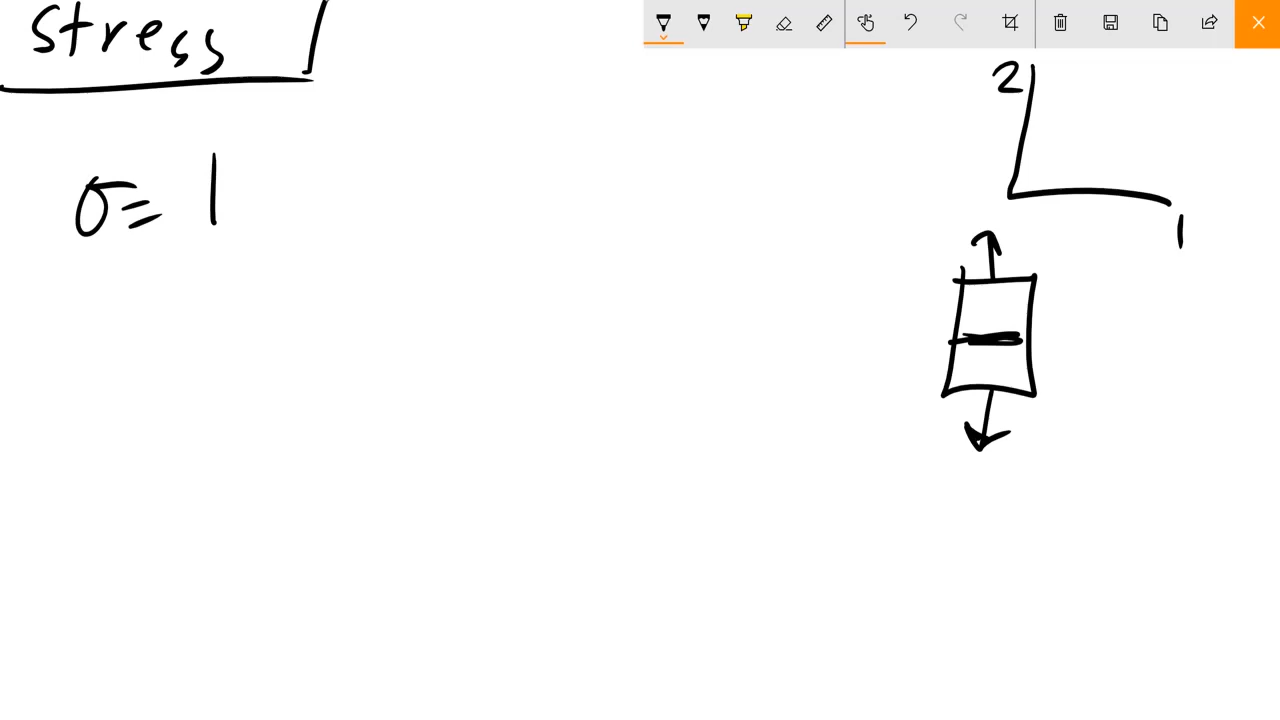 stress
σ= |
2
1